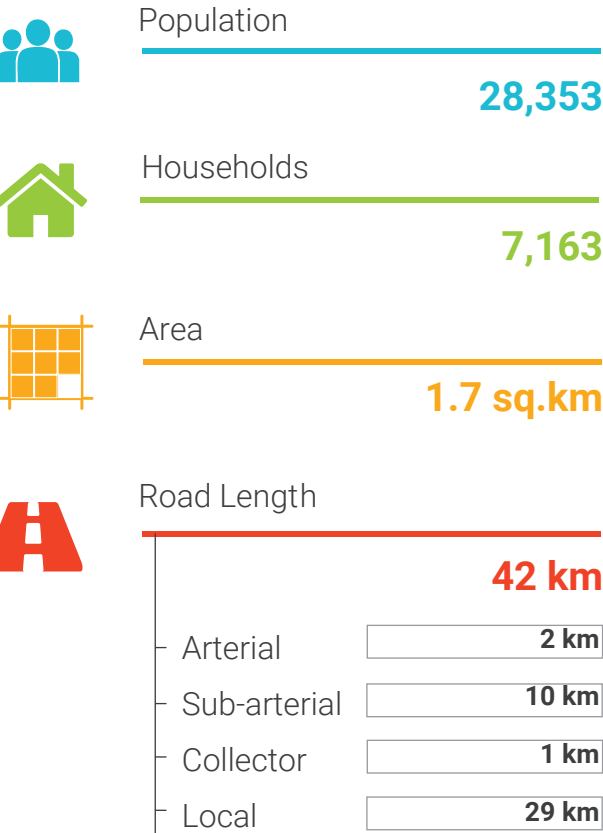 Population
28,353
Households
7,163
Area
1.7 sq.km
Road Length
42 km
Arterial 2 km
Sub-arterial 10 km
Collector 1 km
Local 29 km